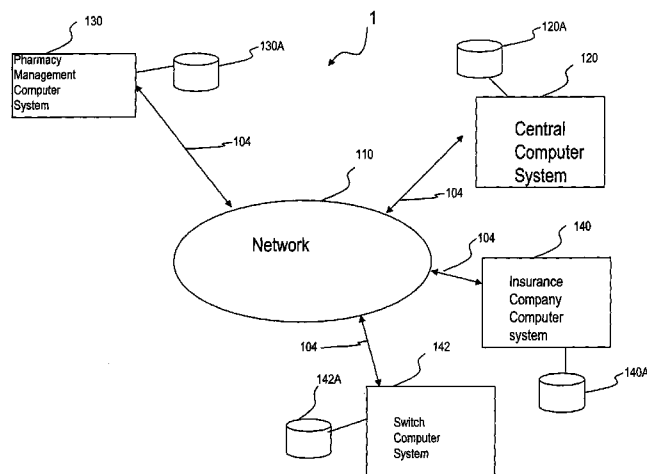 130
Pharmacy
Management
Computer
System
130A
1
120A
120
Central
Computer
System
104
110
104
Network
104
140
Insurance
Company
Computer
system
140A
104
142
142A
Switch
Computer
System